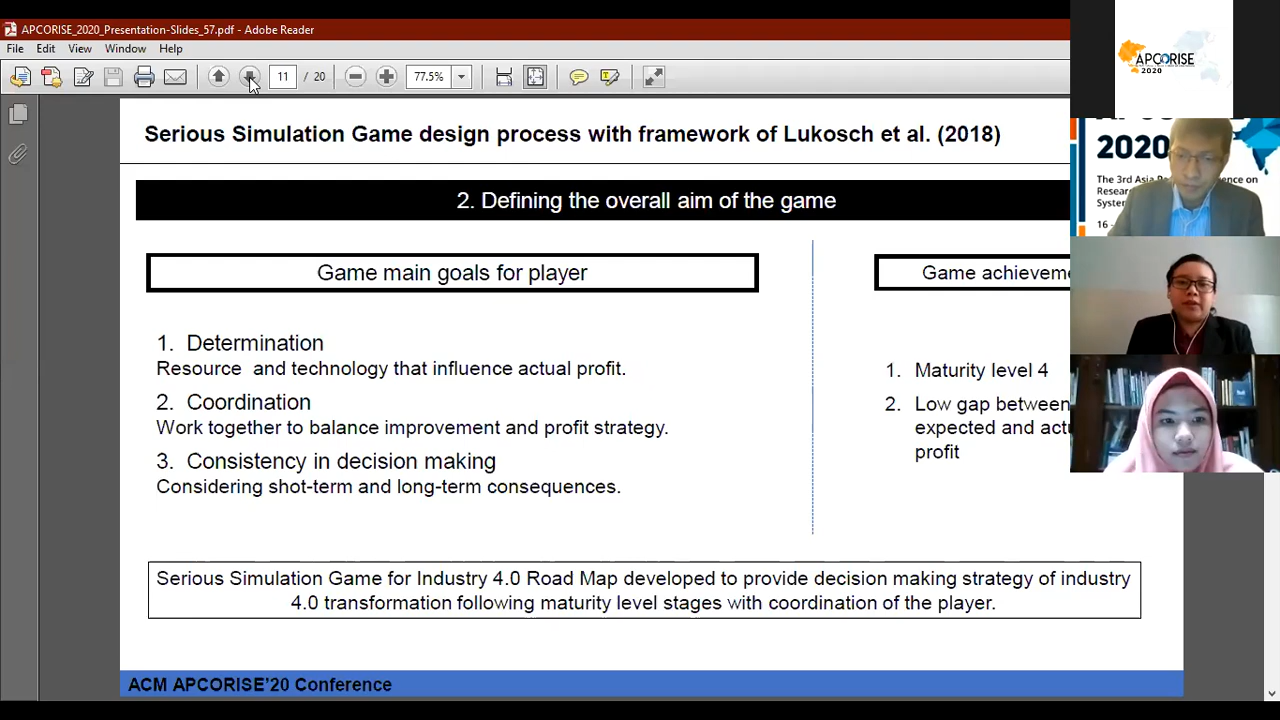 APCORISE_2020_Presentation-Slides_57.pdf - Adobe Reader
File Edit View Window Help
11 / 20 77.5%
Serious Simulation Game design process with framework of Lukosch et al. (2018)
2. Defining the overall aim of the game
Game main goals for player
1. Determination
Resource and technology that influence actual profit.
2. Coordination
Work together to balance improvement and profit strategy.
3. Consistency in decision making
Considering shot-term and long-term consequences.
Game
1. Maturity level 4
2. Low gap between
expected and
profit
Serious Simulation Game for Industry 4.0 Road Map developed to provide decision making strategy of industry
4.0 transformation following maturity level stages with coordination of the player.
ACM APCORISE'20 Conference
APCORISE
2020
2020
The 3rd Asia
on
16 -